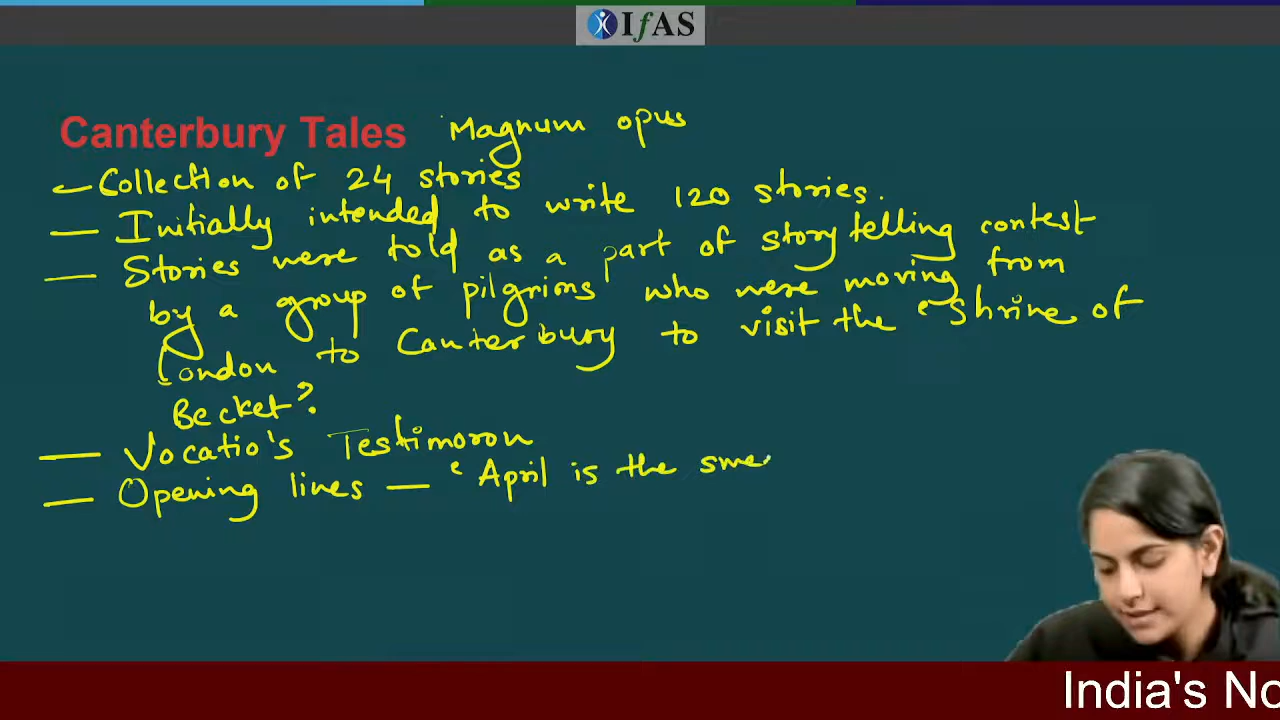 IfAS
Canterbury Tales Magnum opus
— Collection of 24 stories
— Initially intended to write 120 stories.
— Stories were told as a part of story telling contest
by a group of pilgrims who were moving from
London to Canterbury to visit the 'Shrine of
Becket'.
— Vocatio's Testimoron
— Opening lines — 'April is the swe
India's No